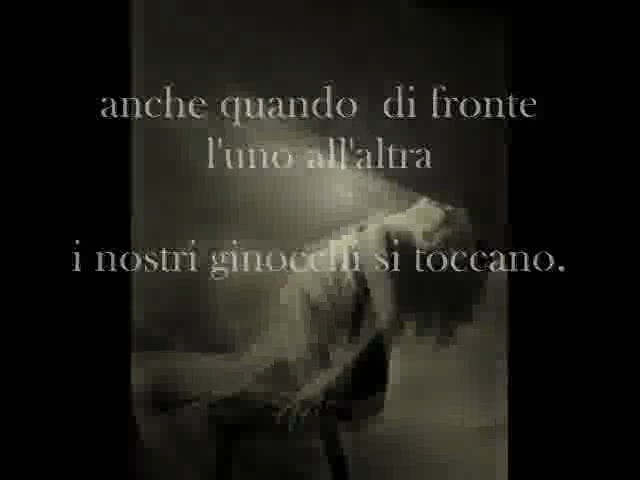 anche quando di fronte
l'uno all'altra
i nostri ginocchi si toccano.